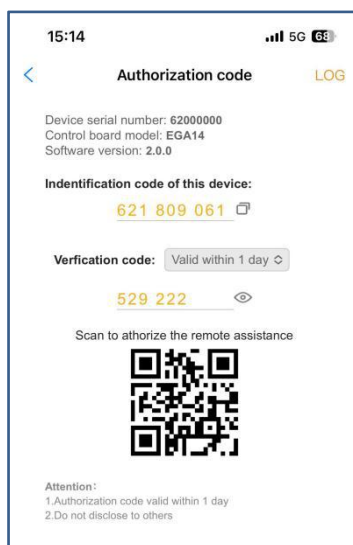 15:14
5G 68
Authorization code
LOG
Device serial number: 62000000
Control board model: EGA14
Software version: 2.0.0
Indentification code of this device:
621 809 061
Verfication code: Valid within 1 day
529 222
Scan to athorize the remote assistance
Attention:
1.Authorization code valid within 1 day
2.Do not disclose to others